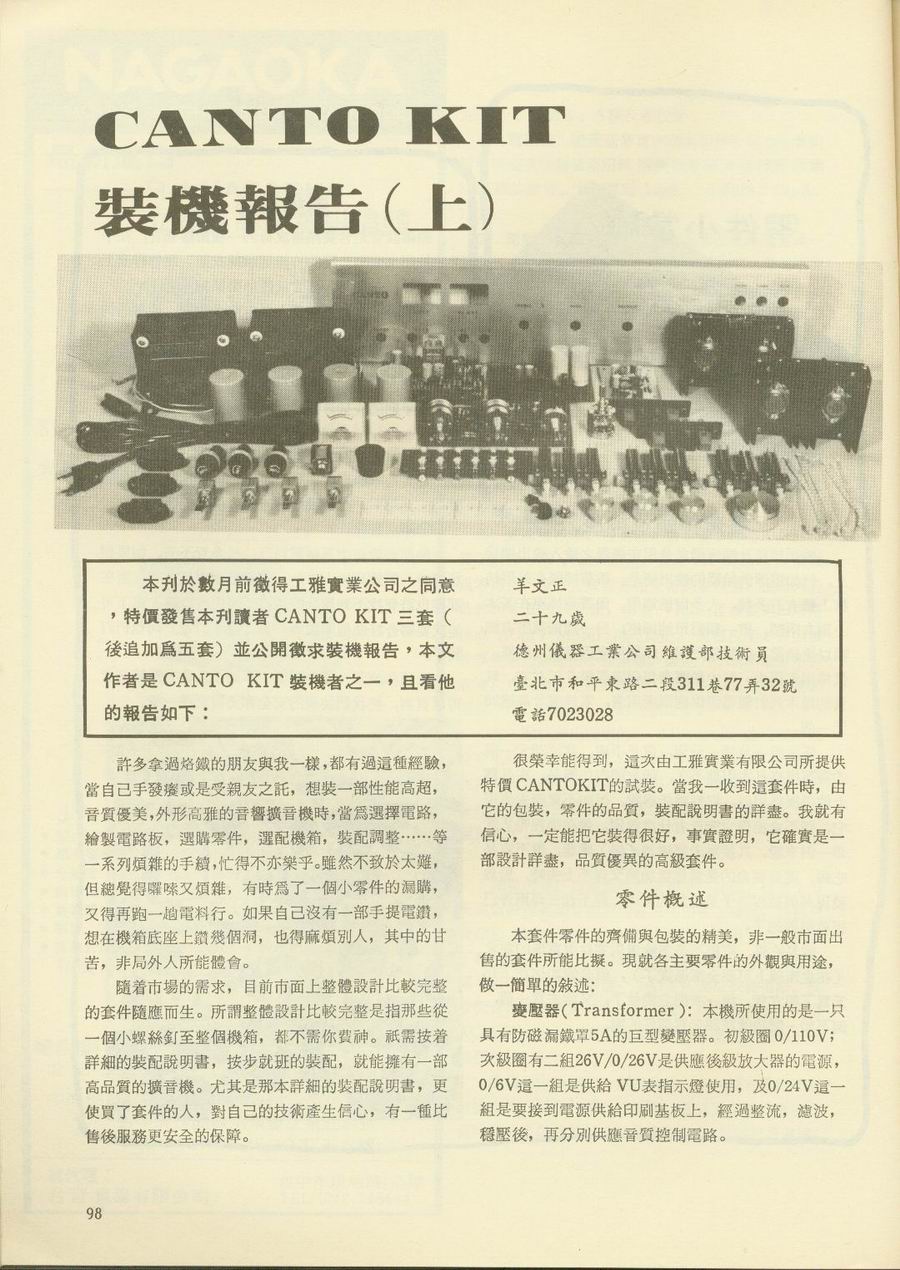 CANTO KIT
裝機報告(上)
CANTO
本刊於數月前徵得工雅實業公司之同意
，特價發售本刊讀者 CANTO KIT 三套（
後追加爲五套）並公開徵求裝機報告，本文
作者是 CANTO KIT 裝機者之一，且看他
的報告如下：
羊文正
二十九歲
德州儀器工業公司維護部技術員
臺北市和平東路二段311巷77弄32號
電話7023028
許多拿過烙鐵的朋友與我一樣，都有過這種經驗，
當自己手發癢或是受親友之託，想裝一部性能高超，
音質優美，外形高雅的音響擴音機時，當爲選擇電路，
繪製電路板，選購零件，選配機箱，裝配調整……等
一系列煩雜的手續，忙得不亦樂乎。雖然不致於太難，
但總覺得囉嗦又煩雜，有時爲了一個小零件的漏購，
又得再跑一趟電料行。如果自己沒有一部手提電鑽，
想在機箱底座上鑽幾個洞，也得麻煩別人，其中的甘
苦，非局外人所能體會。
隨着市場的需求，目前市面上整體設計比較完整
的套件隨應而生。所謂整體設計比較完整是指那些從
一個小螺絲釘至整個機箱，都不需你費神。祇需按着
詳細的裝配說明書，按步就班的裝配，就能擁有一部
高品質的擴音機。尤其是那本詳細的裝配說明書，更
使買了套件的人，對自己的技術產生信心，有一種比
售後服務更安全的保障。
很榮幸能得到，這次由工雅實業有限公司所提供
特價 CANTOKIT的試裝。當我一收到這套件時，由
它的包裝，零件的品質，裝配說明書的詳盡。我就有
信心，一定能把它裝得很好，事實證明，它確實是一
部設計詳盡，品質優異的高級套件。
零件概述
本套件零件的齊備與包裝的精美，非一般市面出
售的套件所能比擬。現就各主要零件的外觀與用途，
做一簡單的敍述：
變壓器(Transformer)：本機所使用的是一只
具有防磁漏鐵罩5A的巨型變壓器。初級圈 0/110V；
次級圈有二組26V/0/26V是供應後級放大器的電源，
0/6V這一組是供給 VU表指示燈使用，及0/24V這一
組是要接到電源供給印刷基板上，經過整流，濾波，
穩壓後，再分別供應音質控制電路。
98